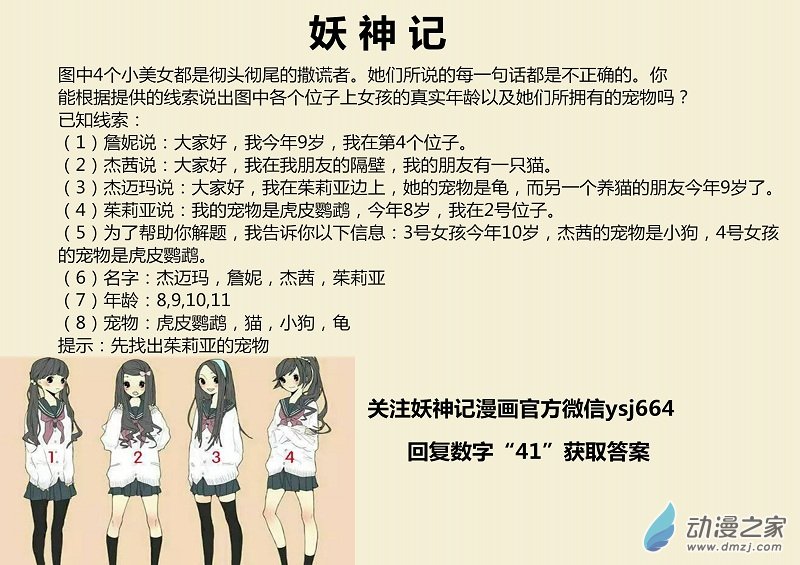 妖神记
图中4个小美女都是彻头彻尾的撒谎者。她们所说的每一句话都是不正确的。你
能根据提供的线索说出图中各个位子上女孩的真实年龄以及她们所拥有的宠物吗？
已知线索：
（1）詹妮说：大家好，我今年9岁，我在第4个位子。
（2）杰茜说：大家好，我在我朋友的隔壁，我的朋友有一只猫。
（3）杰迈玛说：大家好，我在茱莉亚边上，她的宠物是龟，而另一个养猫的朋友今年9岁了。
（4）茱莉亚说：我的宠物是虎皮鹦鹉，今年8岁，我在2号位子。
（5）为了帮助你解题，我告诉你以下信息：3号女孩今年10岁，杰茜的宠物是小狗，4号女孩
的宠物是虎皮鹦鹉。
（6）名字：杰迈玛，詹妮，杰茜，茱莉亚
（7）年龄：8,9,10,11
（8）宠物：虎皮鹦鹉，猫，小狗，龟
提示：先找出茱莉亚的宠物
1 2 3 4
关注妖神记漫画官方微信ysj664
回复数字“41”获取答案
动漫之家
www.dmzj.com